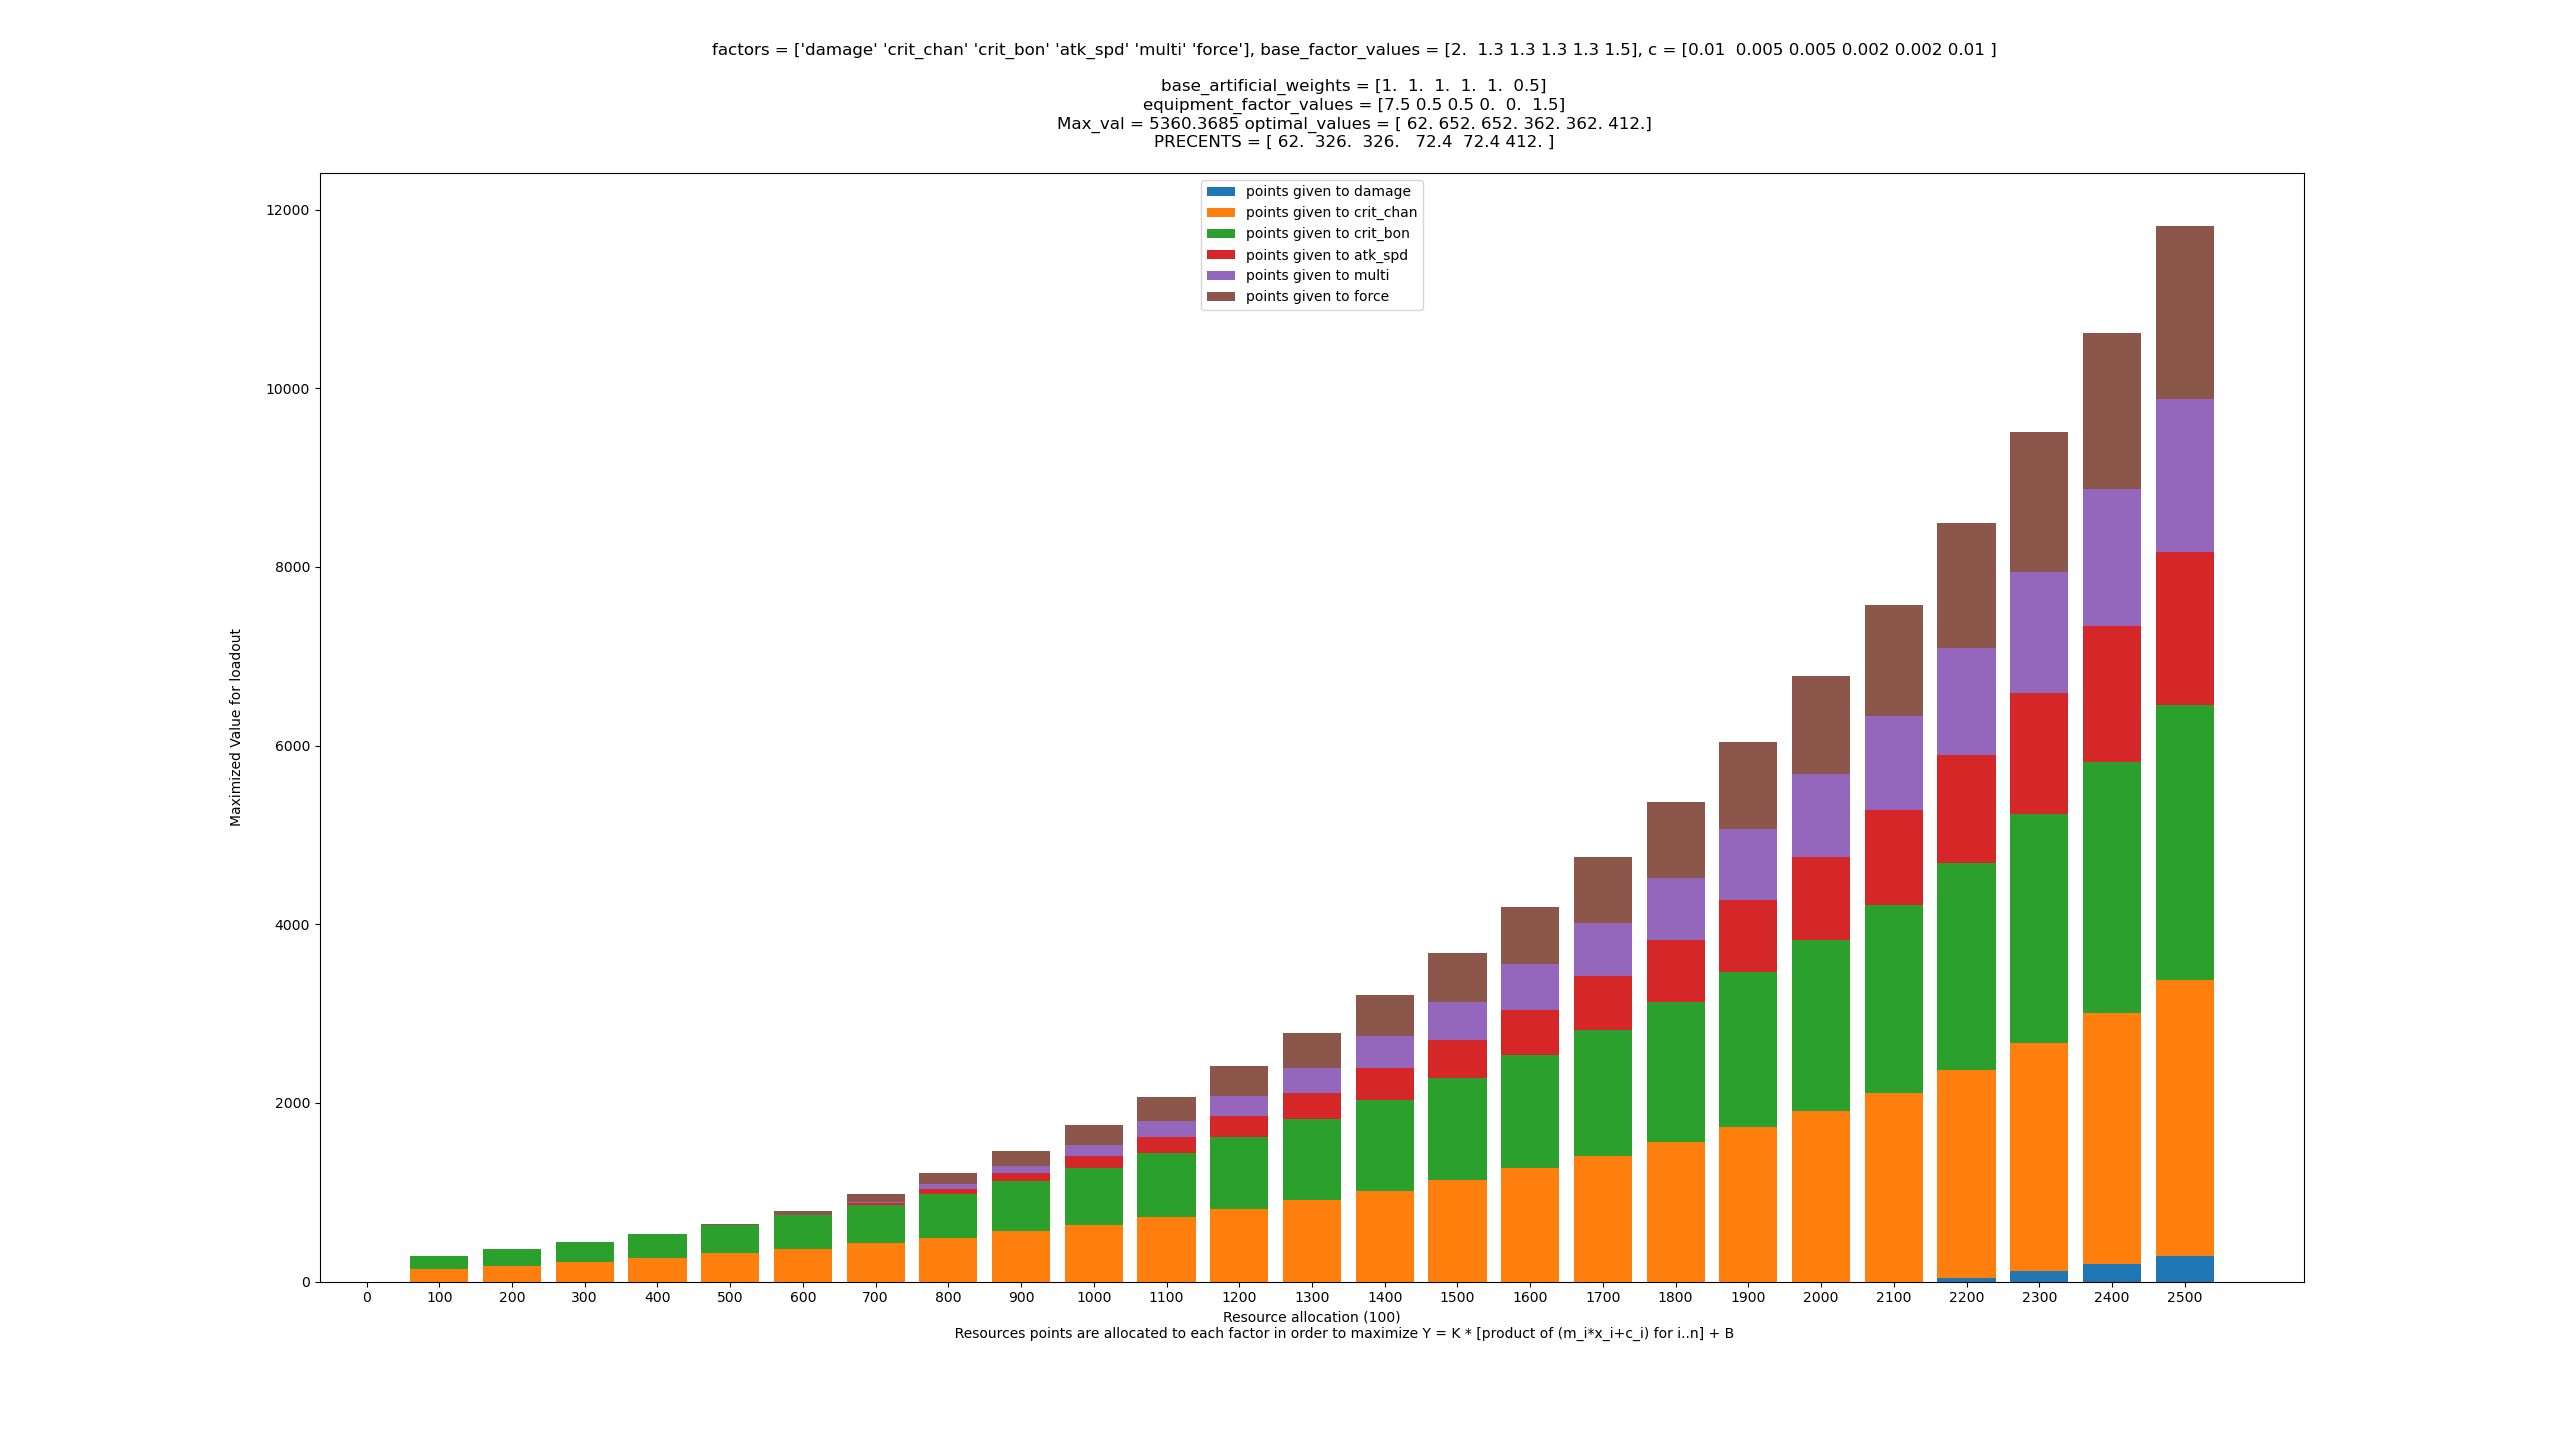 factors = ['damage' 'crit_chan' 'crit_bon' 'atk_spd' 'multi' 'force'], base_factor_values = [2.  1.3 1.3 1.3 1.3 1.5], c = [0.01  0.005 0.005 0.002 0.002 0.01 ]
base_artificial_weights = [1.  1.  1.  1.  1.  0.5]
equipment_factor_values = [7.5 0.5 0.5 0.  0.  1.5]
Max_val = 5360.3685 optimal_values = [ 62. 652. 652. 362. 362. 412.]
PRECENTS = [ 62.  326.  326.   72.4  72.4 412. ]
points given to damage
points given to crit_chan
points given to crit_bon
points given to atk_spd
points given to multi
points given to force
12000
10000
8000
6000
4000
2000
0
Maximized Value for loadout
0 100 200 300 400 500 600 700 800 900 1000 1100 1200 1300 1400 1500 1600 1700 1800 1900 2000 2100 2200 2300 2400 2500
Resource allocation (100)
Resources points are allocated to each factor in order to maximize Y = K * [product of (m_i*x_i+c_i) for i..n] + B